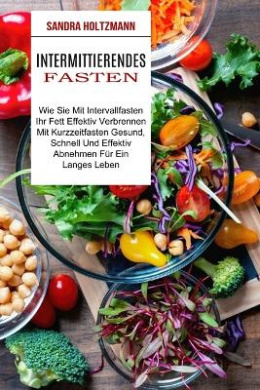 SANDRA HOLTZMANN
INTERMITTIERENDES
FASTEN
Wie Sie Mit Intervallfasten
Ihr Fett Effektiv Verbrennen
Mit Kurzzeitfasten Gesund,
Schnell Und Effektiv
Abnehmen Für Ein
Langes Leben